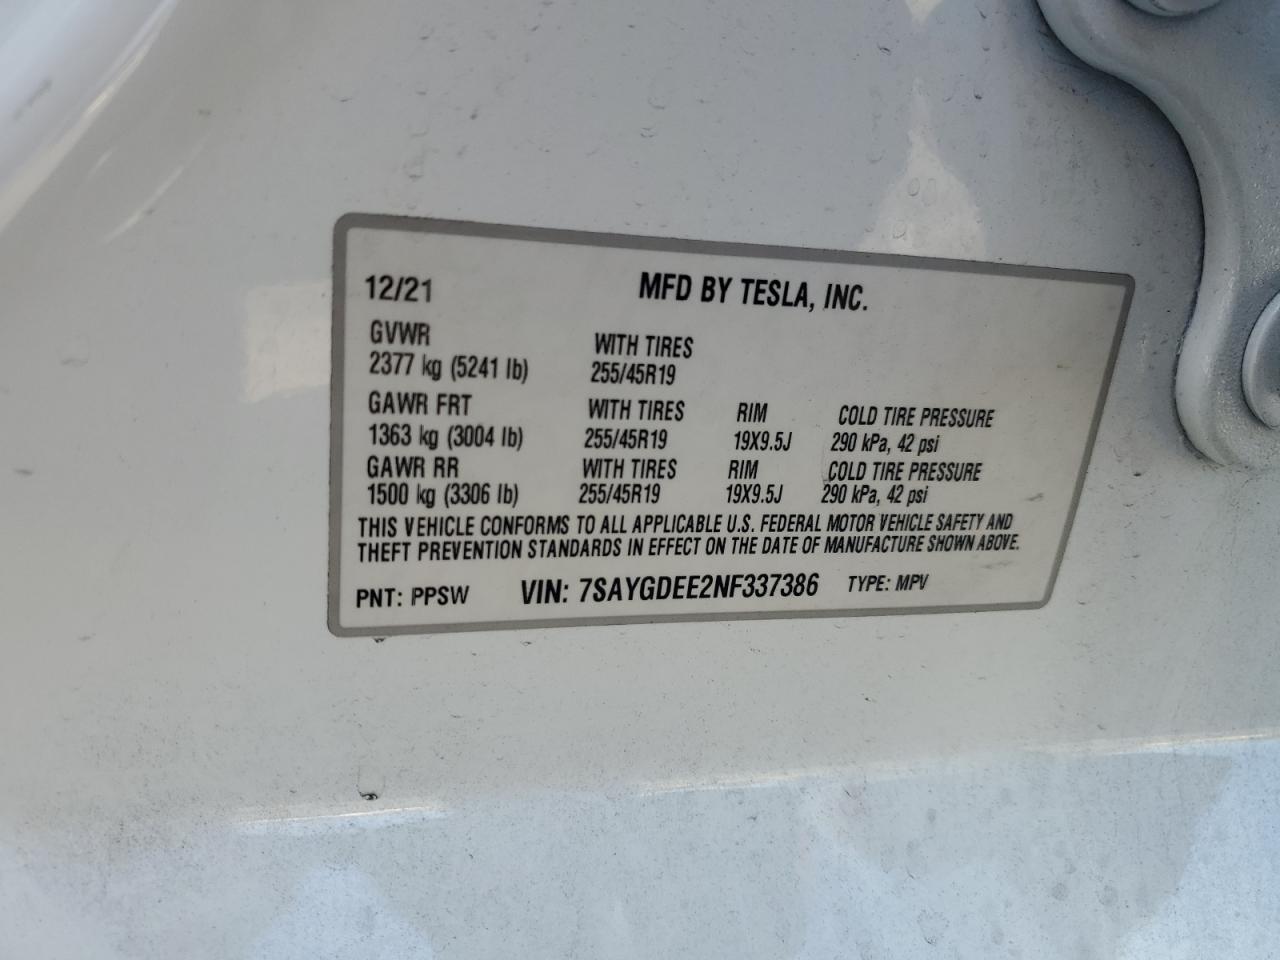 12/21 MFD BY TESLA, INC.
GVWR WITH TIRES
2377 kg (5241 lb) 255/45R19
GAWR FRT WITH TIRES RIM COLD TIRE PRESSURE
1363 kg (3004 lb) 255/45R19 19X9.5J 290 kPa, 42 psi
GAWR RR WITH TIRES RIM COLD TIRE PRESSURE
1500 kg (3306 lb) 255/45R19 19X9.5J 290 kPa, 42 psi
THIS VEHICLE CONFORMS TO ALL APPLICABLE U.S. FEDERAL MOTOR VEHICLE SAFETY AND
THEFT PREVENTION STANDARDS IN EFFECT ON THE DATE OF MANUFACTURE SHOWN ABOVE.
PNT: PPSW VIN: 7SAYGDEE2NF337386 TYPE: MPV